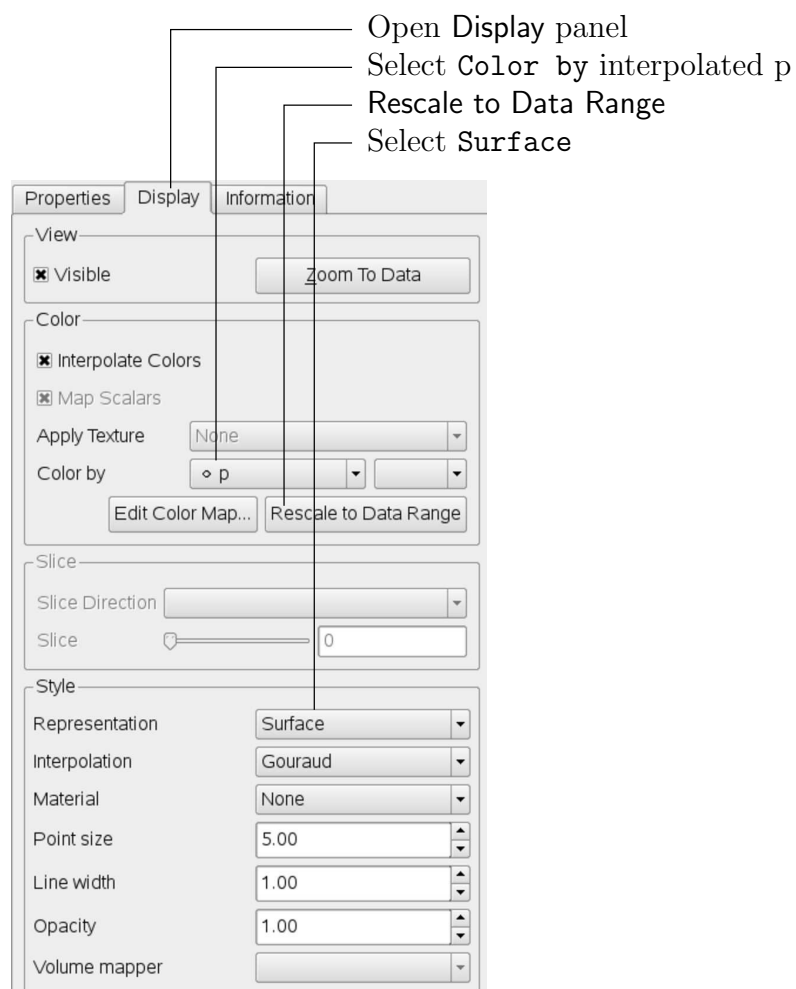 Open Display panel
Select Color by interpolated p
Rescale to Data Range
Select Surface
Properties Display Information
View
Visible Zoom To Data
Color
Interpolate Colors
Map Scalars
Apply Texture None
Color by p
Edit Color Map... Rescale to Data Range
Slice
Slice Direction
Slice 0
Style
Representation Surface
Interpolation Gouraud
Material None
Point size 5.00
Line width 1.00
Opacity 1.00
Volume mapper